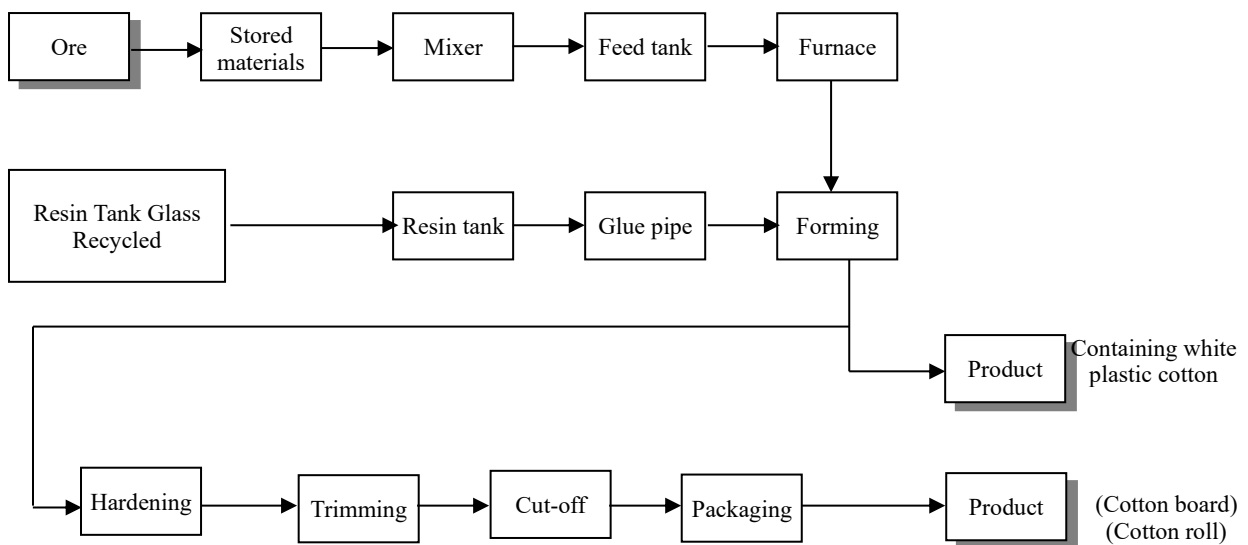 Ore
Stored
materials
Mixer
Feed tank
Furnace
Resin Tank Glass
Recycled
Resin tank
Glue pipe
Forming
Product
Containing white
plastic cotton
Hardening
Trimming
Cut-off
Packaging
Product
(Cotton board)
(Cotton roll)